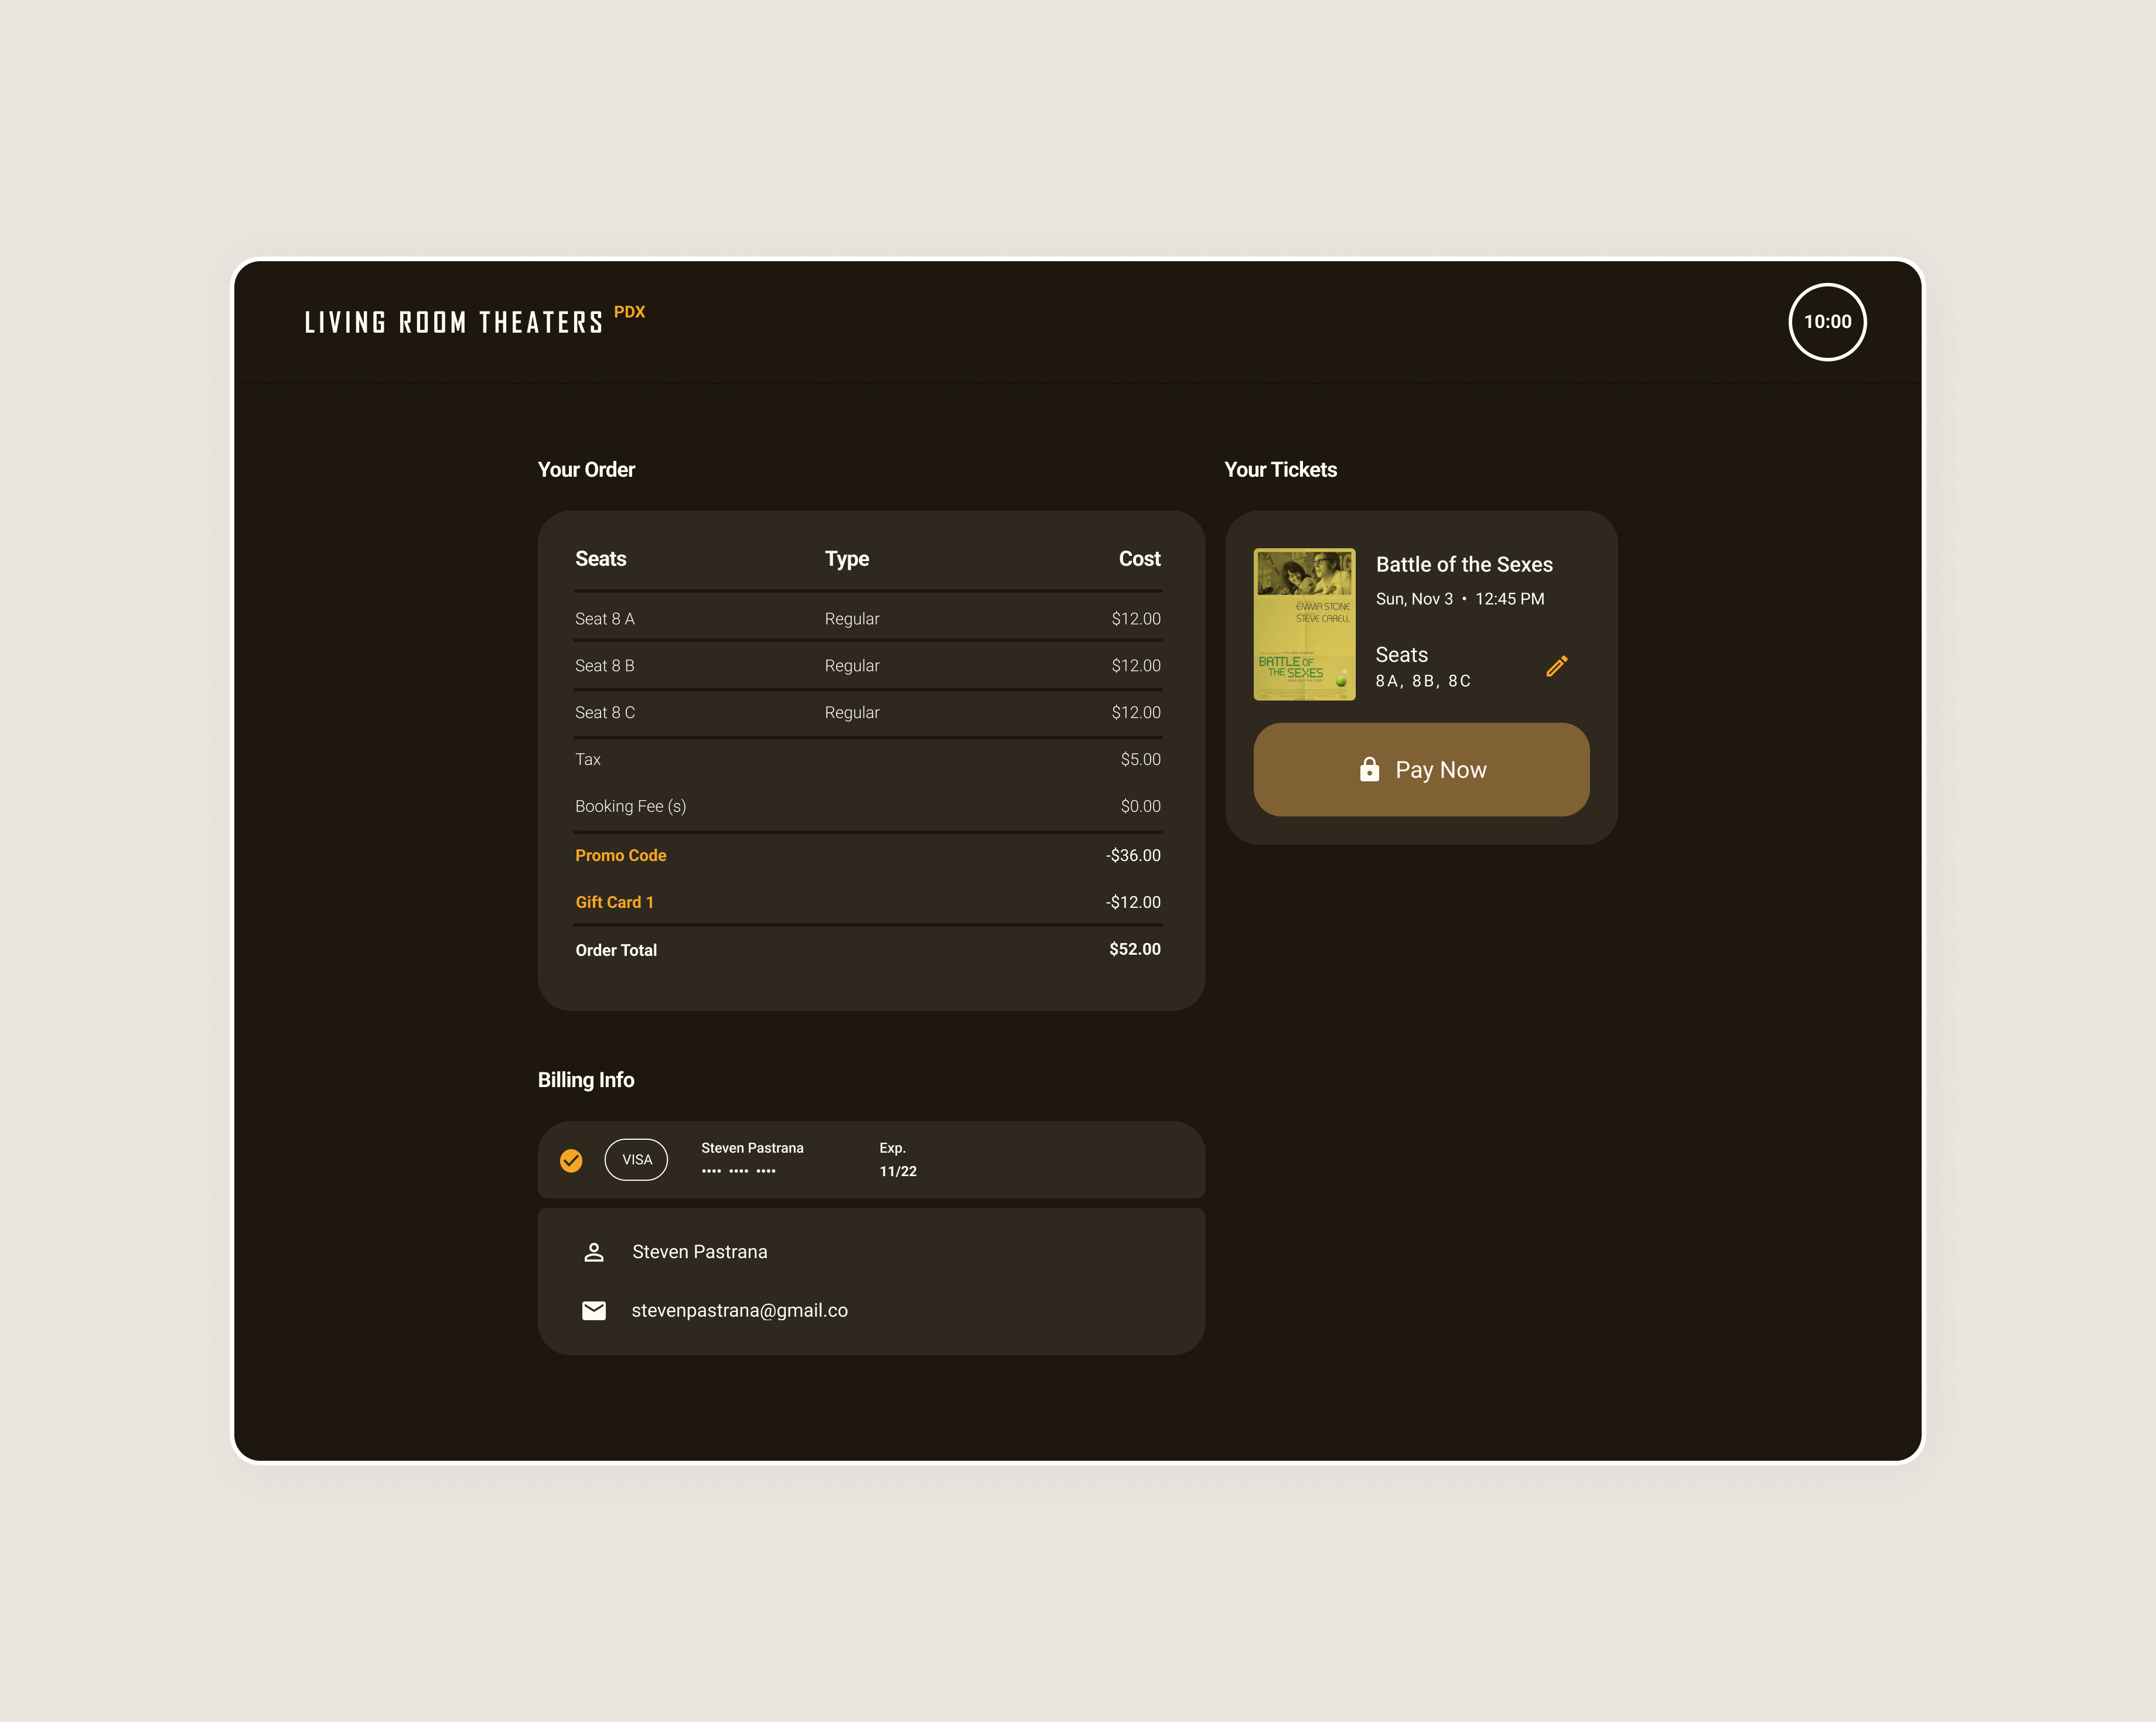 LIVING ROOM THEATERS PDX
10:00
Your Order
Seats Type Cost
Seat 8 A Regular $12.00
Seat 8 B Regular $12.00
Seat 8 C Regular $12.00
Tax $5.00
Booking Fee (s) $0.00
Promo Code -$36.00
Gift Card 1 -$12.00
Order Total $52.00
Your Tickets
EMMA STONE
STEVE CARELL
BATTLE OF
THE SEXES
Battle of the Sexes
Sun, Nov 3 • 12:45 PM
Seats
8A, 8B, 8C
Pay Now
Billing Info
VISA
Steven Pastrana
•••• •••• ••••
Exp.
11/22
Steven Pastrana
stevenpastrana@gmail.co